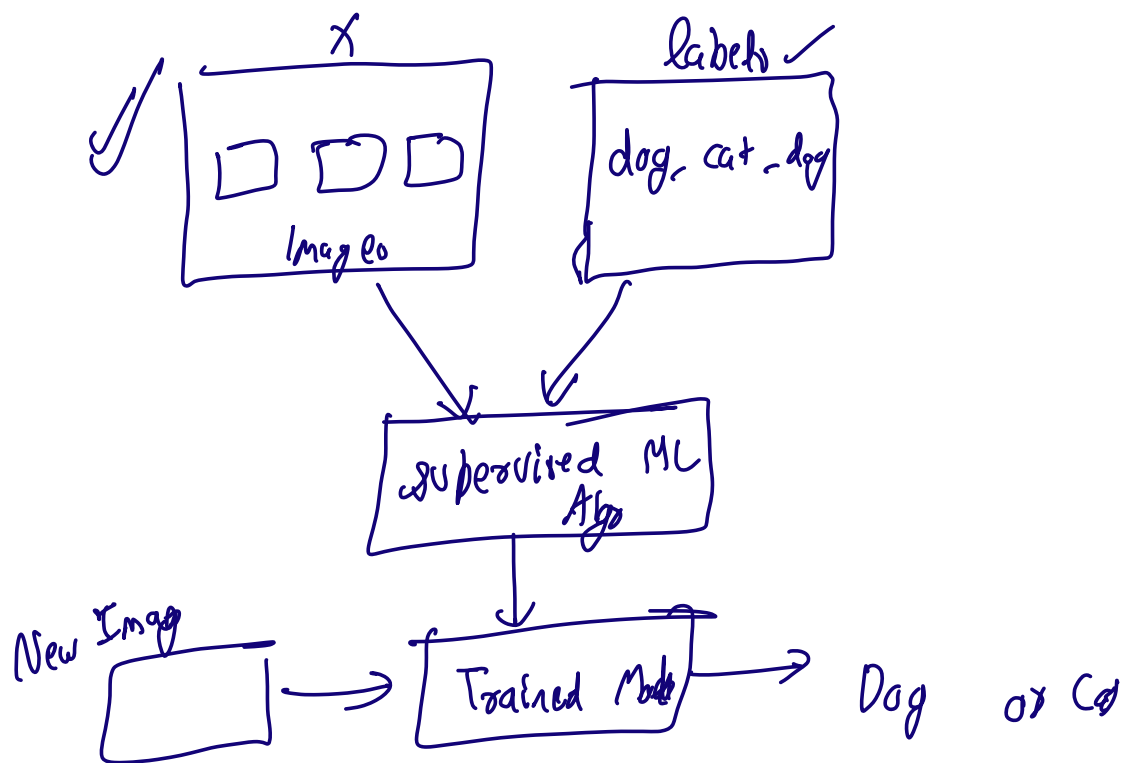 X
labels
dog, cat, dog
Images
supervised ML
Algo
New Image
Trained Model
Dog or Cat